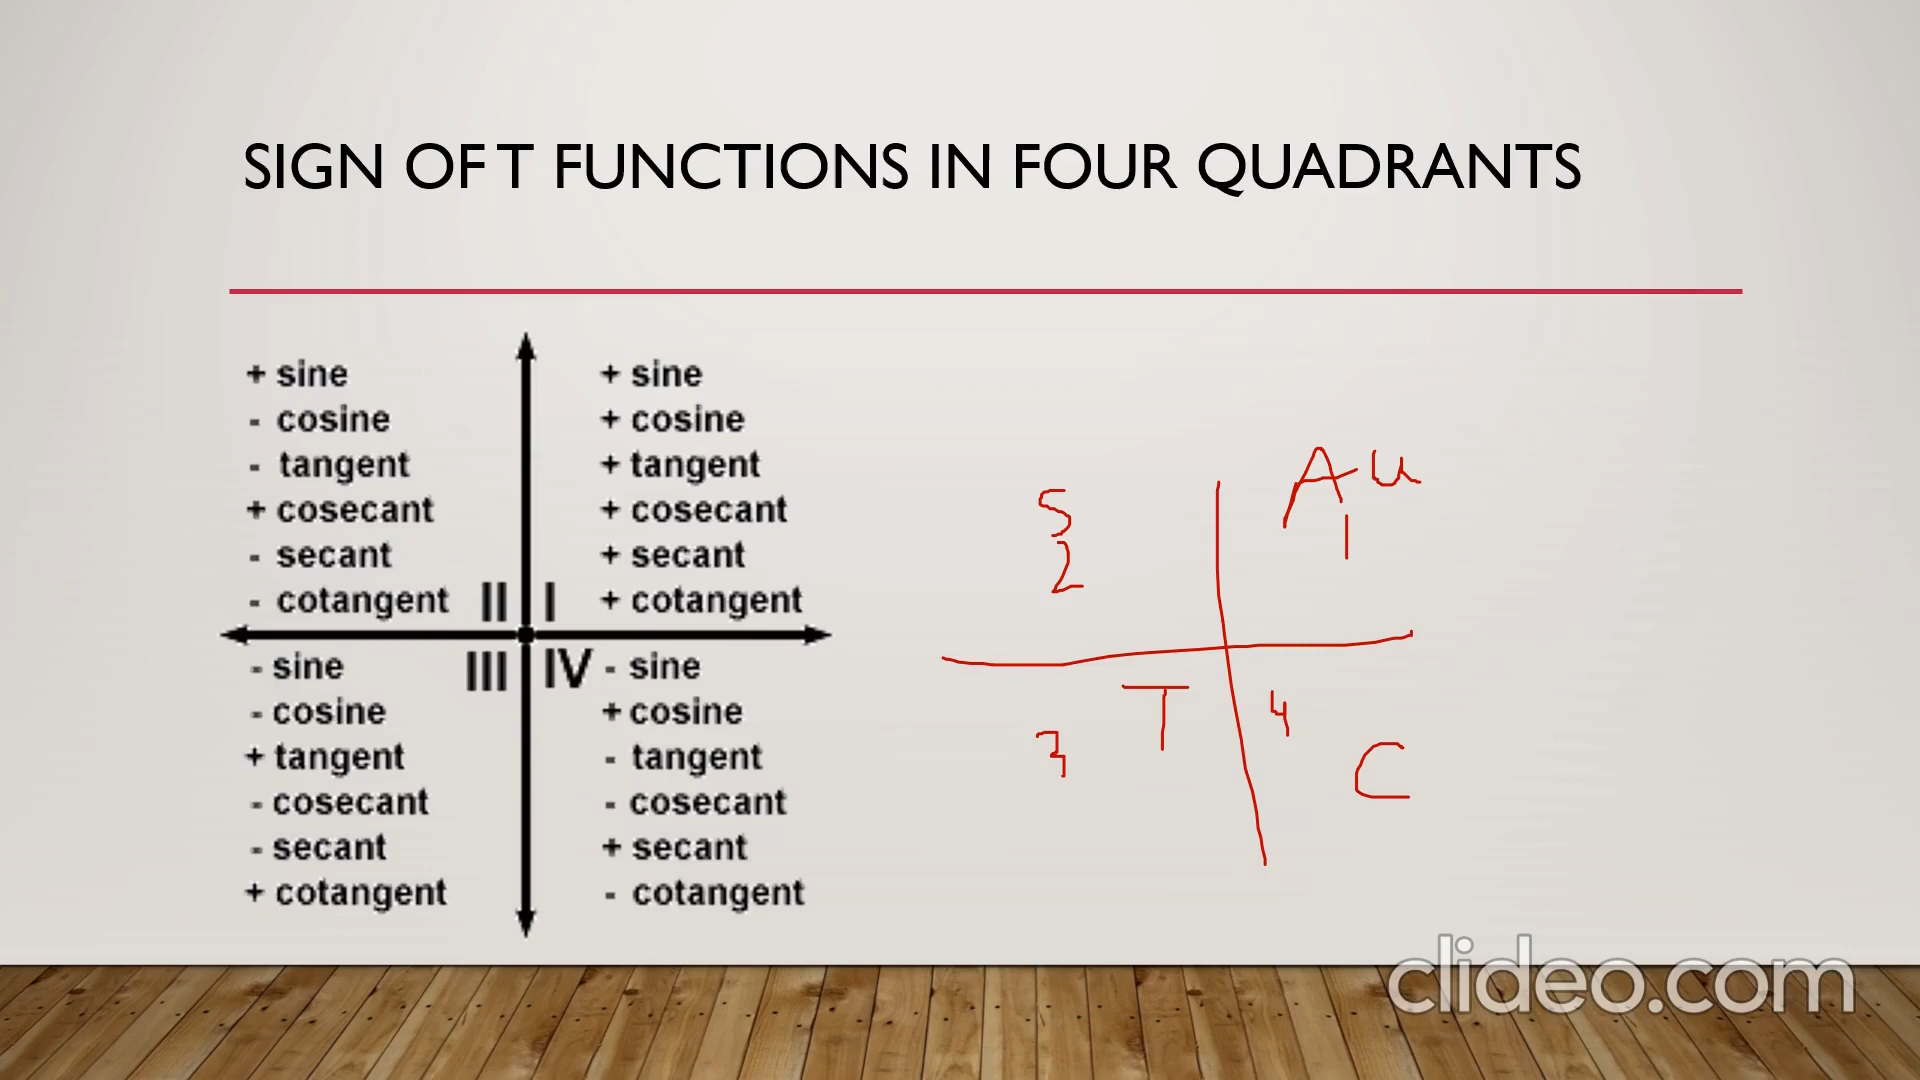 SIGN OF T FUNCTIONS IN FOUR QUADRANTS
+ sine
- cosine
- tangent
+ cosecant
- secant
- cotangent
II
I
+ sine
+ cosine
+ tangent
+ cosecant
+ secant
+ cotangent
III
- sine
- cosine
+ tangent
- cosecant
- secant
+ cotangent
IV
- sine
+ cosine
- tangent
- cosecant
+ secant
- cotangent
S
2
A
1
3
T
4
C
clideo.com